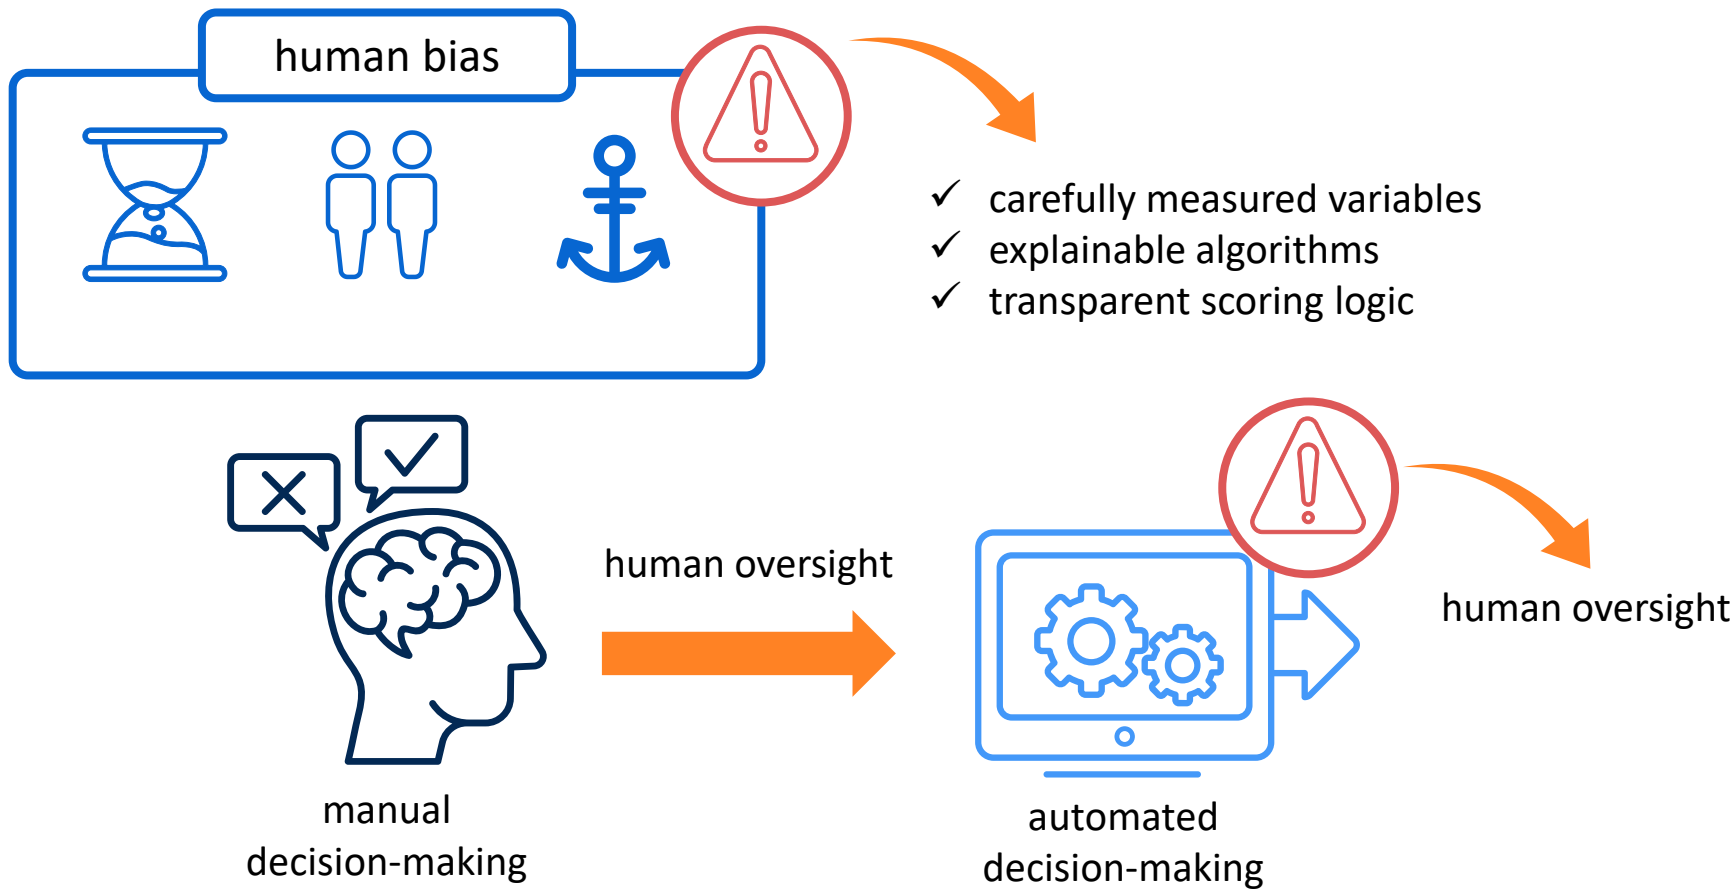 human bias
✓ carefully measured variables
✓ explainable algorithms
✓ transparent scoring logic
human oversight
human oversight
manual
decision-making
automated
decision-making